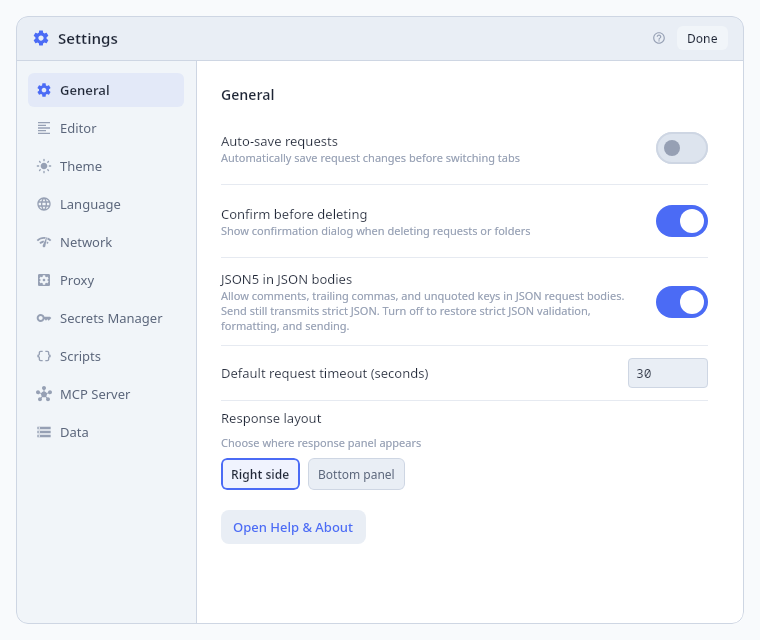 Settings
Done
General
Editor
Theme
Language
Network
Proxy
Secrets Manager
Scripts
MCP Server
Data
General
Auto-save requests
Automatically save request changes before switching tabs
Confirm before deleting
Show confirmation dialog when deleting requests or folders
JSON5 in JSON bodies
Allow comments, trailing commas, and unquoted keys in JSON request bodies.
Send still transmits strict JSON. Turn off to restore strict JSON validation,
formatting, and sending.
Default request timeout (seconds)
30
Response layout
Choose where response panel appears
Right side
Bottom panel
Open Help & About